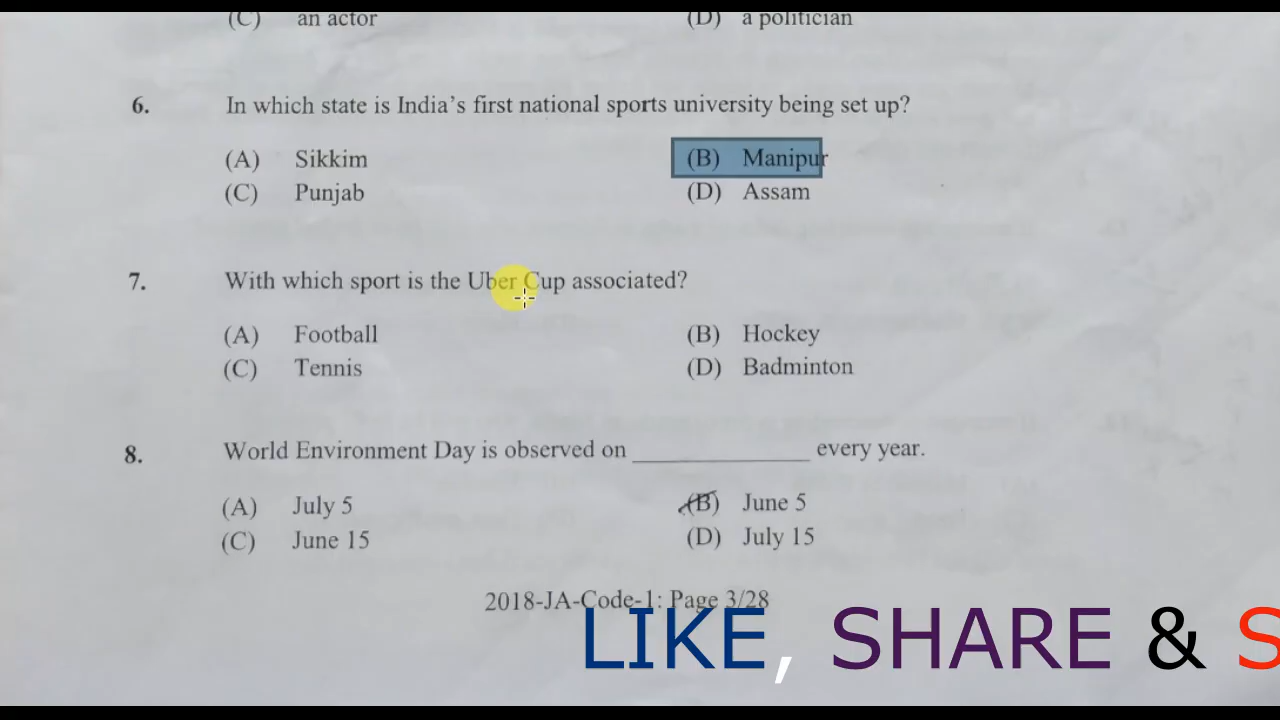 (C) an actor (D) a politician
6. In which state is India's first national sports university being set up?
(A) Sikkim (B) Manipur
(C) Punjab (D) Assam
7. With which sport is the Uber Cup associated?
(A) Football (B) Hockey
(C) Tennis (D) Badminton
8. World Environment Day is observed on ______________ every year.
(A) July 5 (B) June 5
(C) June 15 (D) July 15
2018-JA-Code-1: Page 3/28
LIKE, SHARE & S